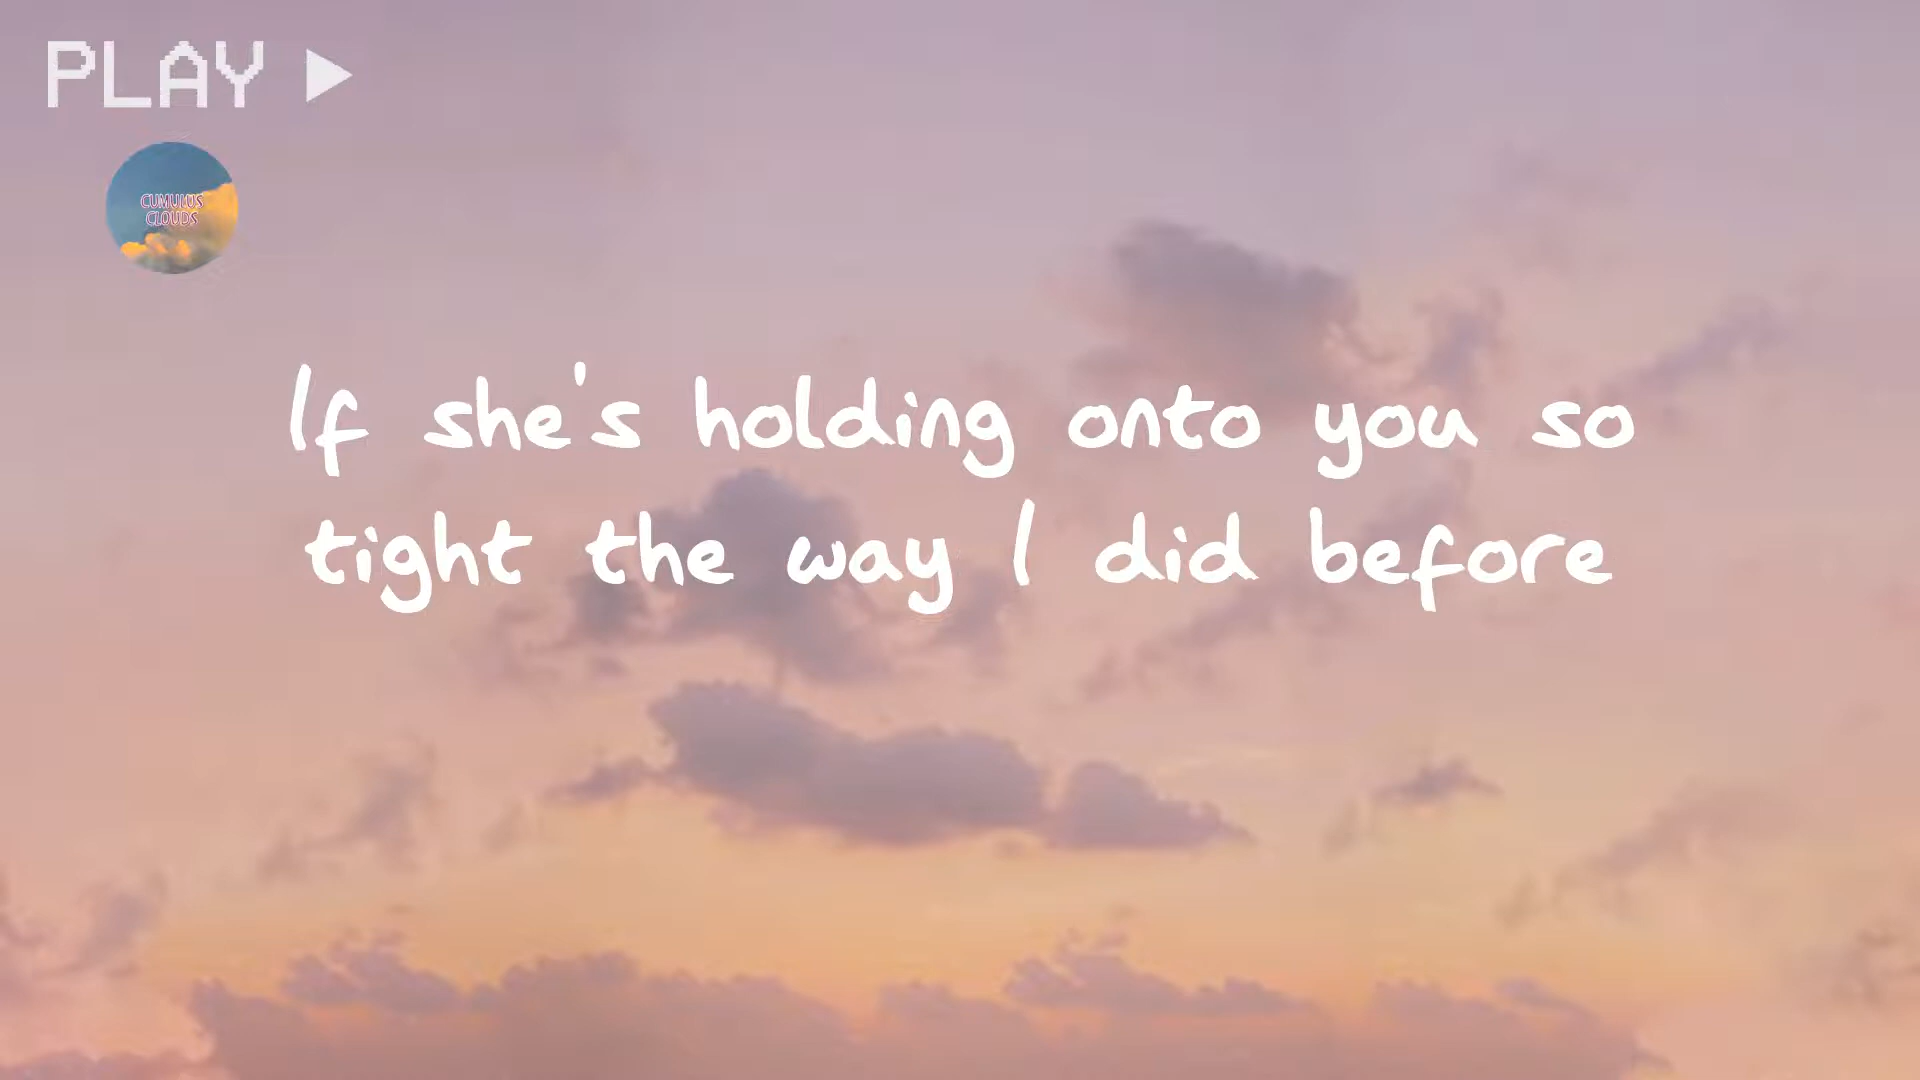 PLAY
CUMULUS
CLOUDS
If she's holding onto you so
tight the way I did before